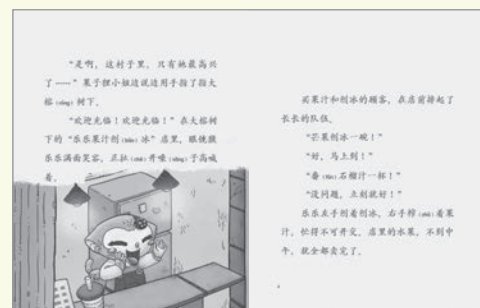 “是啊，这村子里，只有她最高兴
了——”果子狸小姐边说边用手指了指大
榕（róng）树下。
“欢迎光临！欢迎光临！”在大榕树
下的“乐乐果汁刨（bào）冰”店里，眼镜猴
乐乐满面笑容，正扯（chě）开嗓（sǎng）子高喊
着。
买果汁和刨冰的顾客，在店前排起了
长长的队伍。
“芒果刨冰一碗！”
“好，马上到！”
“番（fān）石榴汁一杯！”
“没问题，立刻就好！”
乐乐左手刨着刨冰，右手榨（zhà）着果
汁，忙得不可开交。店里的水果，不到中
午，就全都卖完了。